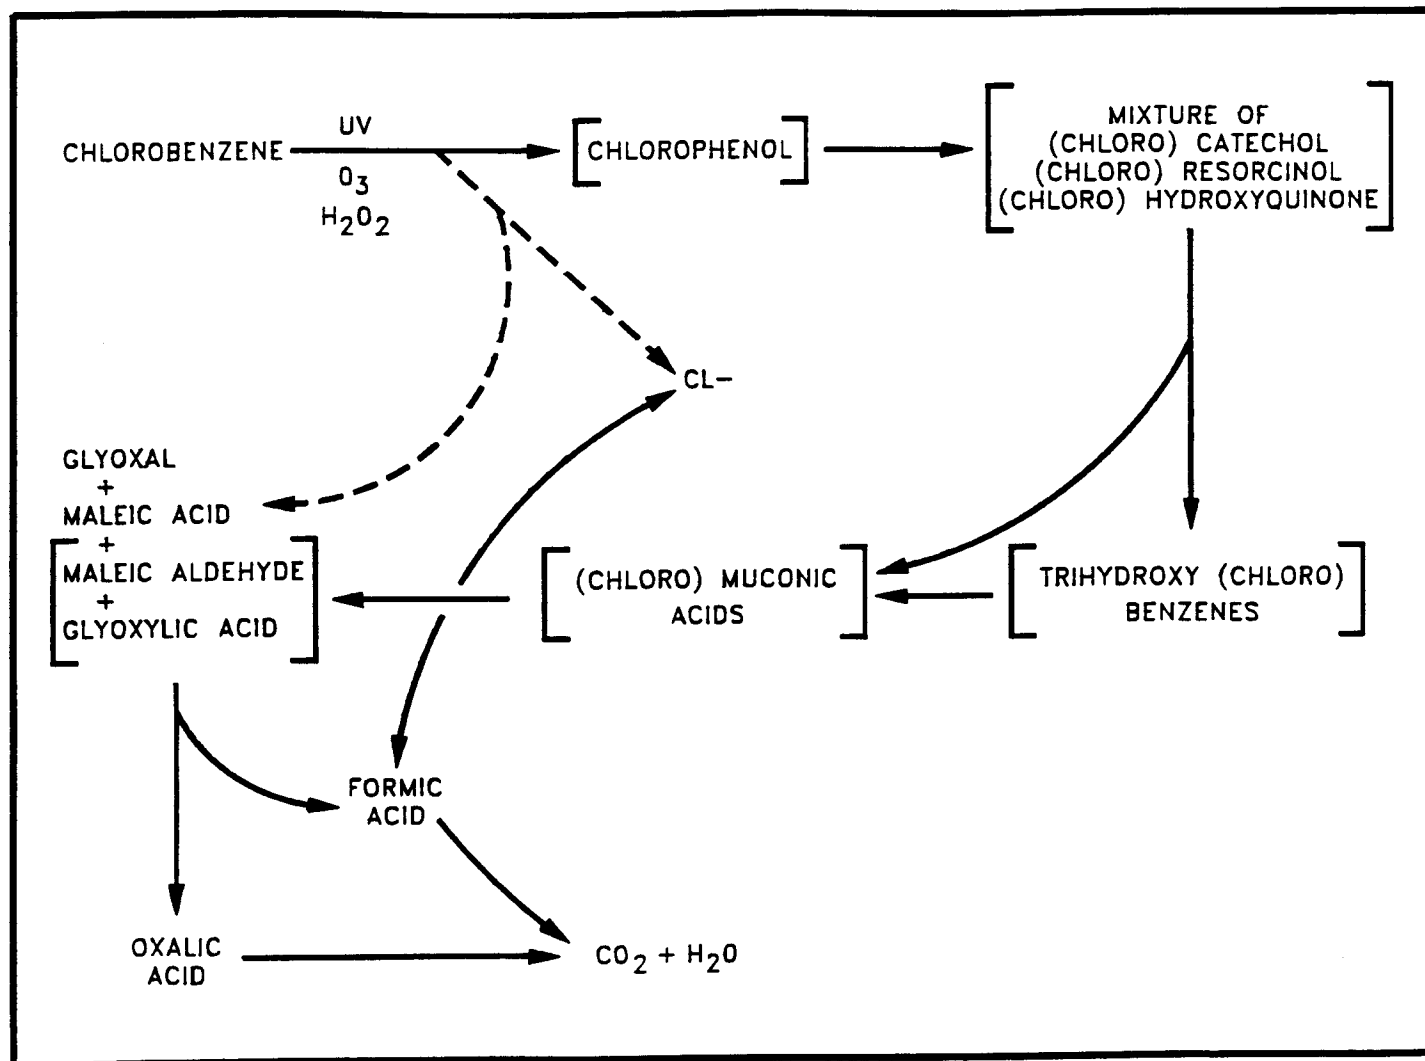 UV
CHLOROBENZENE
O3
H2O2
[CHLOROPHENOL]
MIXTURE OF
(CHLORO) CATECHOL
(CHLORO) RESORCINOL
(CHLORO) HYDROXYQUINONE
CL-
GLYOXAL
+
MALEIC ACID
+
MALEIC ALDEHYDE
+
GLYOXYLIC ACID
(CHLORO) MUCONIC
ACIDS
TRIHYDROXY (CHLORO)
BENZENES
FORMIC
ACID
OXALIC
ACID
CO2 + H2O